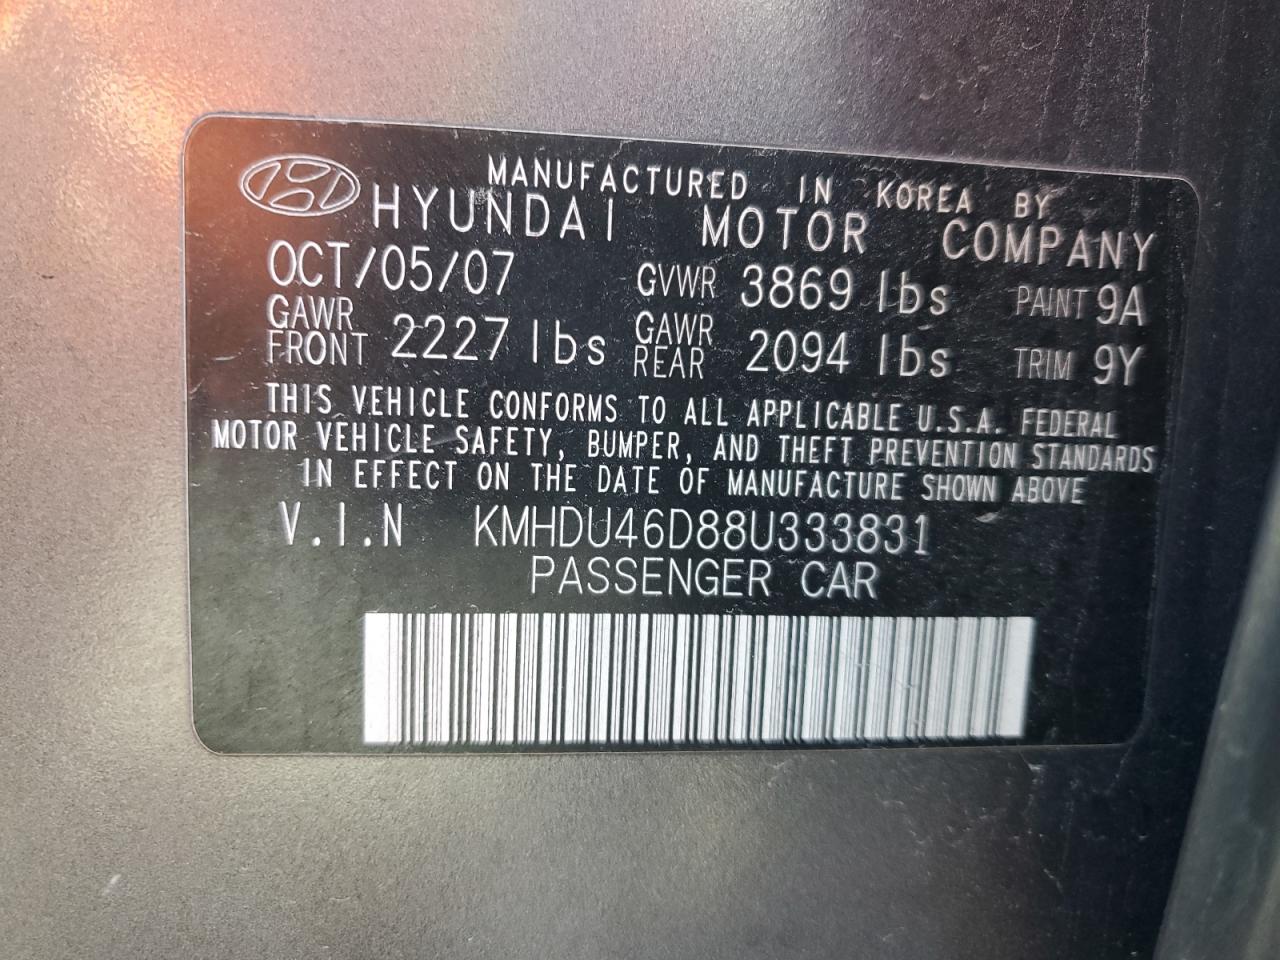 MANUFACTURED IN KOREA BY
HYUNDAI MOTOR COMPANY
OCT/05/07 GVWR 3869 lbs PAINT 9A
GAWR FRONT 2227 lbs GAWR REAR 2094 lbs TRIM 9Y
THIS VEHICLE CONFORMS TO ALL APPLICABLE U.S.A. FEDERAL
MOTOR VEHICLE SAFETY, BUMPER, AND THEFT PREVENTION STANDARDS
IN EFFECT ON THE DATE OF MANUFACTURE SHOWN ABOVE
V.I.N KMHDU46D88U333831
PASSENGER CAR